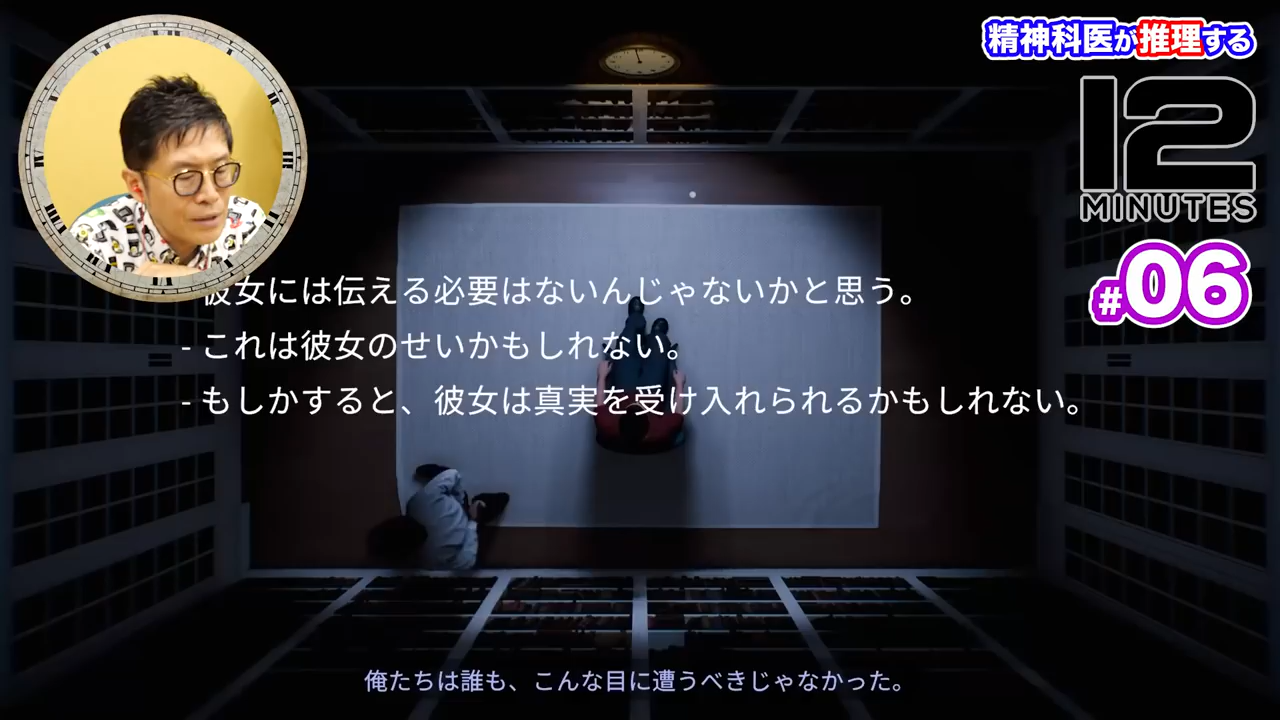 精神科医が推理する
12
MINUTES
#06
彼女には伝える必要はないんじゃないかと思う。
- これは彼女のせいかもしれない。
- もしかすると、彼女は真実を受け入れられるかもしれない。
俺たちは誰も、こんな目に遭うべきじゃなかった。